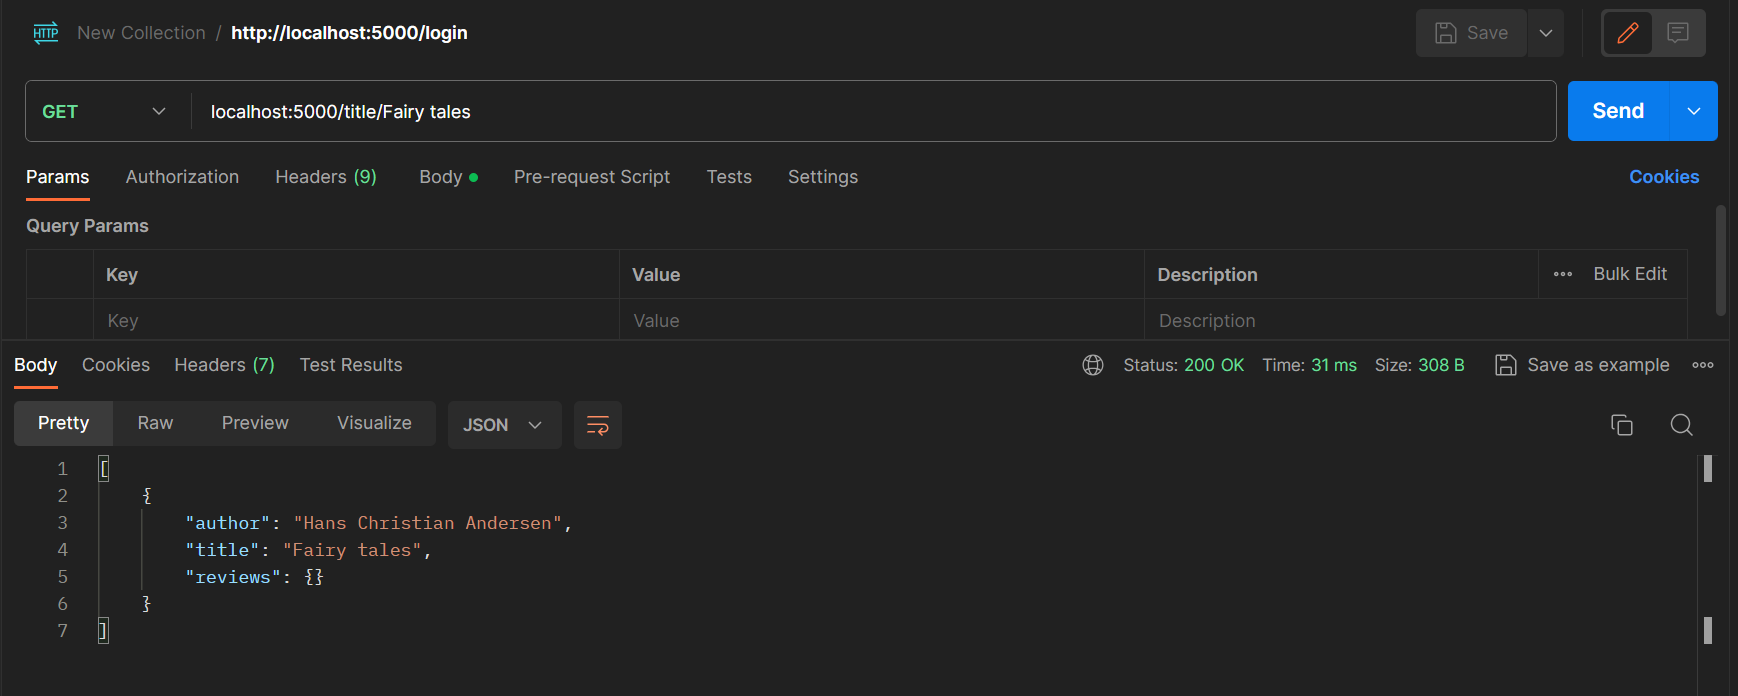 HTTP New Collection / http://localhost:5000/login Save
GET localhost:5000/title/Fairy tales Send
Params Authorization Headers (9) Body Pre-request Script Tests Settings Cookies
Query Params
Key Value Description Bulk Edit
Key Value Description
Body Cookies Headers (7) Test Results Status: 200 OK Time: 31 ms Size: 308 B Save as example
Pretty Raw Preview Visualize JSON
1 [
2 {
3 "author": "Hans Christian Andersen",
4 "title": "Fairy tales",
5 "reviews": {}
6 }
7 ]